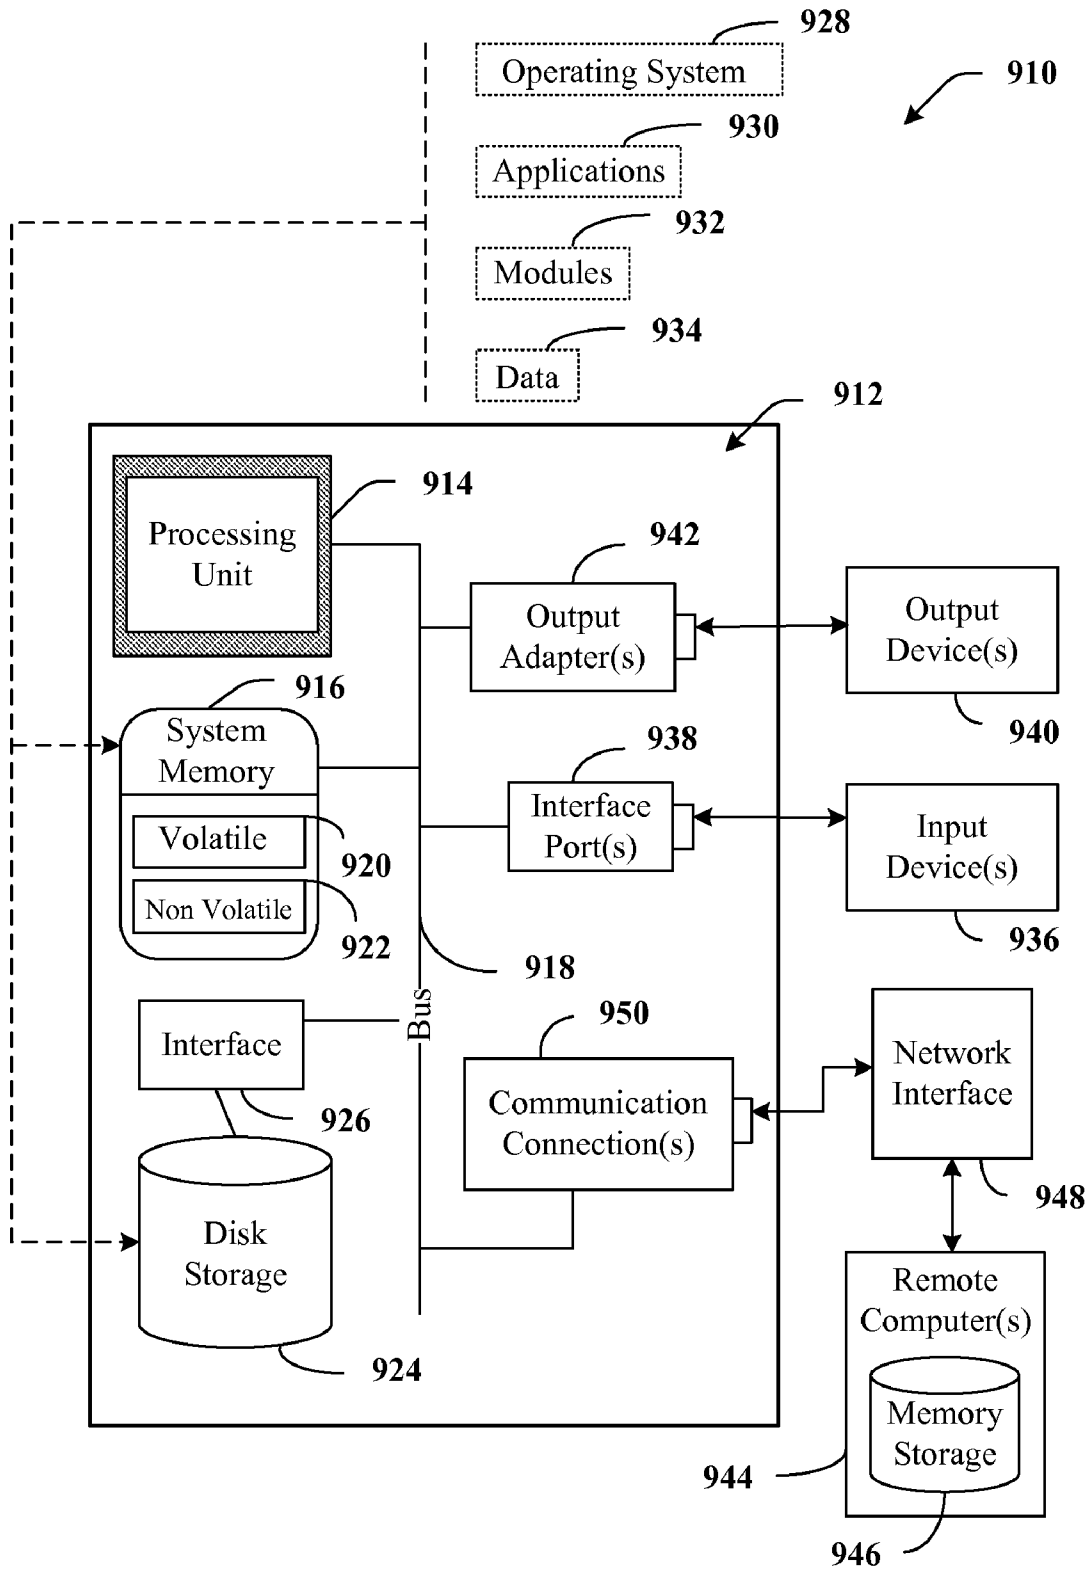 928
Operating System
910
930
Applications
932
Modules
934
Data
912
914
Processing
Unit
942
Output
Adapter(s)
Output
Device(s)
940
916
System
Memory
938
Interface
Port(s)
Input
Device(s)
936
Volatile
920
Non Volatile
922
918
Bus
950
Interface
926
Communication
Connection(s)
Network
Interface
948
Disk
Storage
924
Remote
Computer(s)
Memory
Storage
944
946